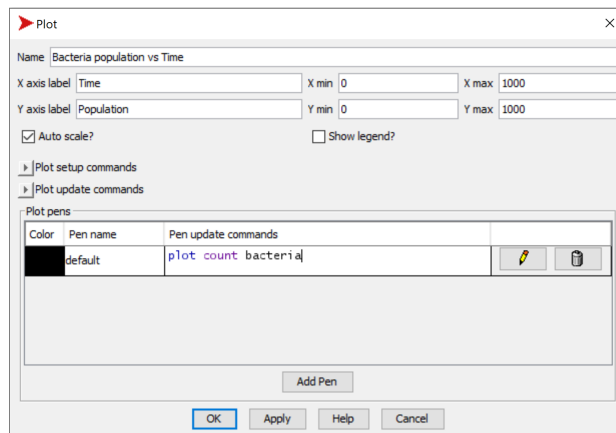 Plot
Name Bacteria population vs Time
X axis label Time X min 0 X max 1000
Y axis label Population Y min 0 Y max 1000
Auto scale? Show legend?
Plot setup commands
Plot update commands
Plot pens
Color Pen name Pen update commands
default plot count bacteria
Add Pen
OK Apply Help Cancel